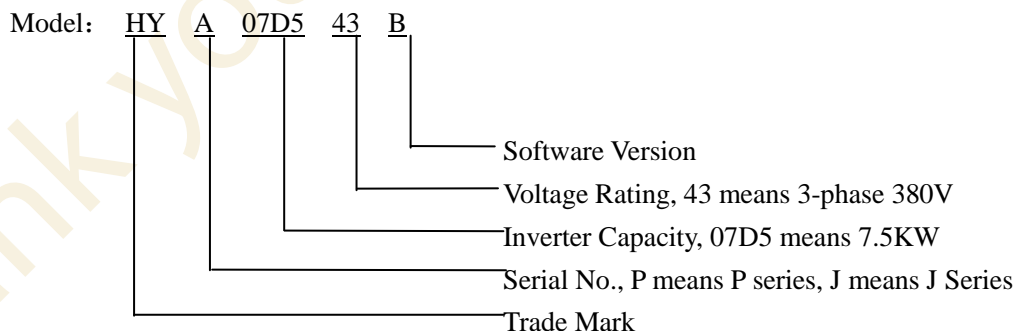 Model： HY A 07D5 43 B
Software Version
Voltage Rating, 43 means 3-phase 380V
Inverter Capacity, 07D5 means 7.5KW
Serial No., P means P series, J means J Series
Trade Mark